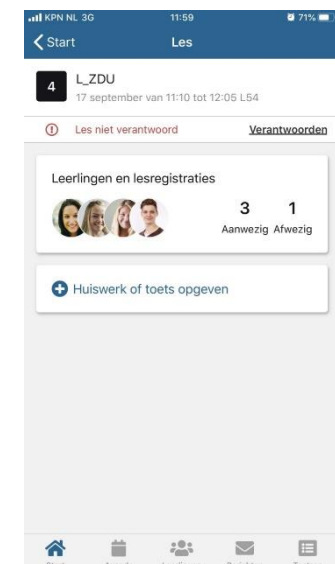 KPN NL 3G 11:59 71%
Start Les
4 L_ZDU
17 september van 11:10 tot 12:05 L54
Les niet verantwoord Verantwoorden
Leerlingen en lesregistraties
3 1
Aanwezig Afwezig
Huiswerk of toets opgeven